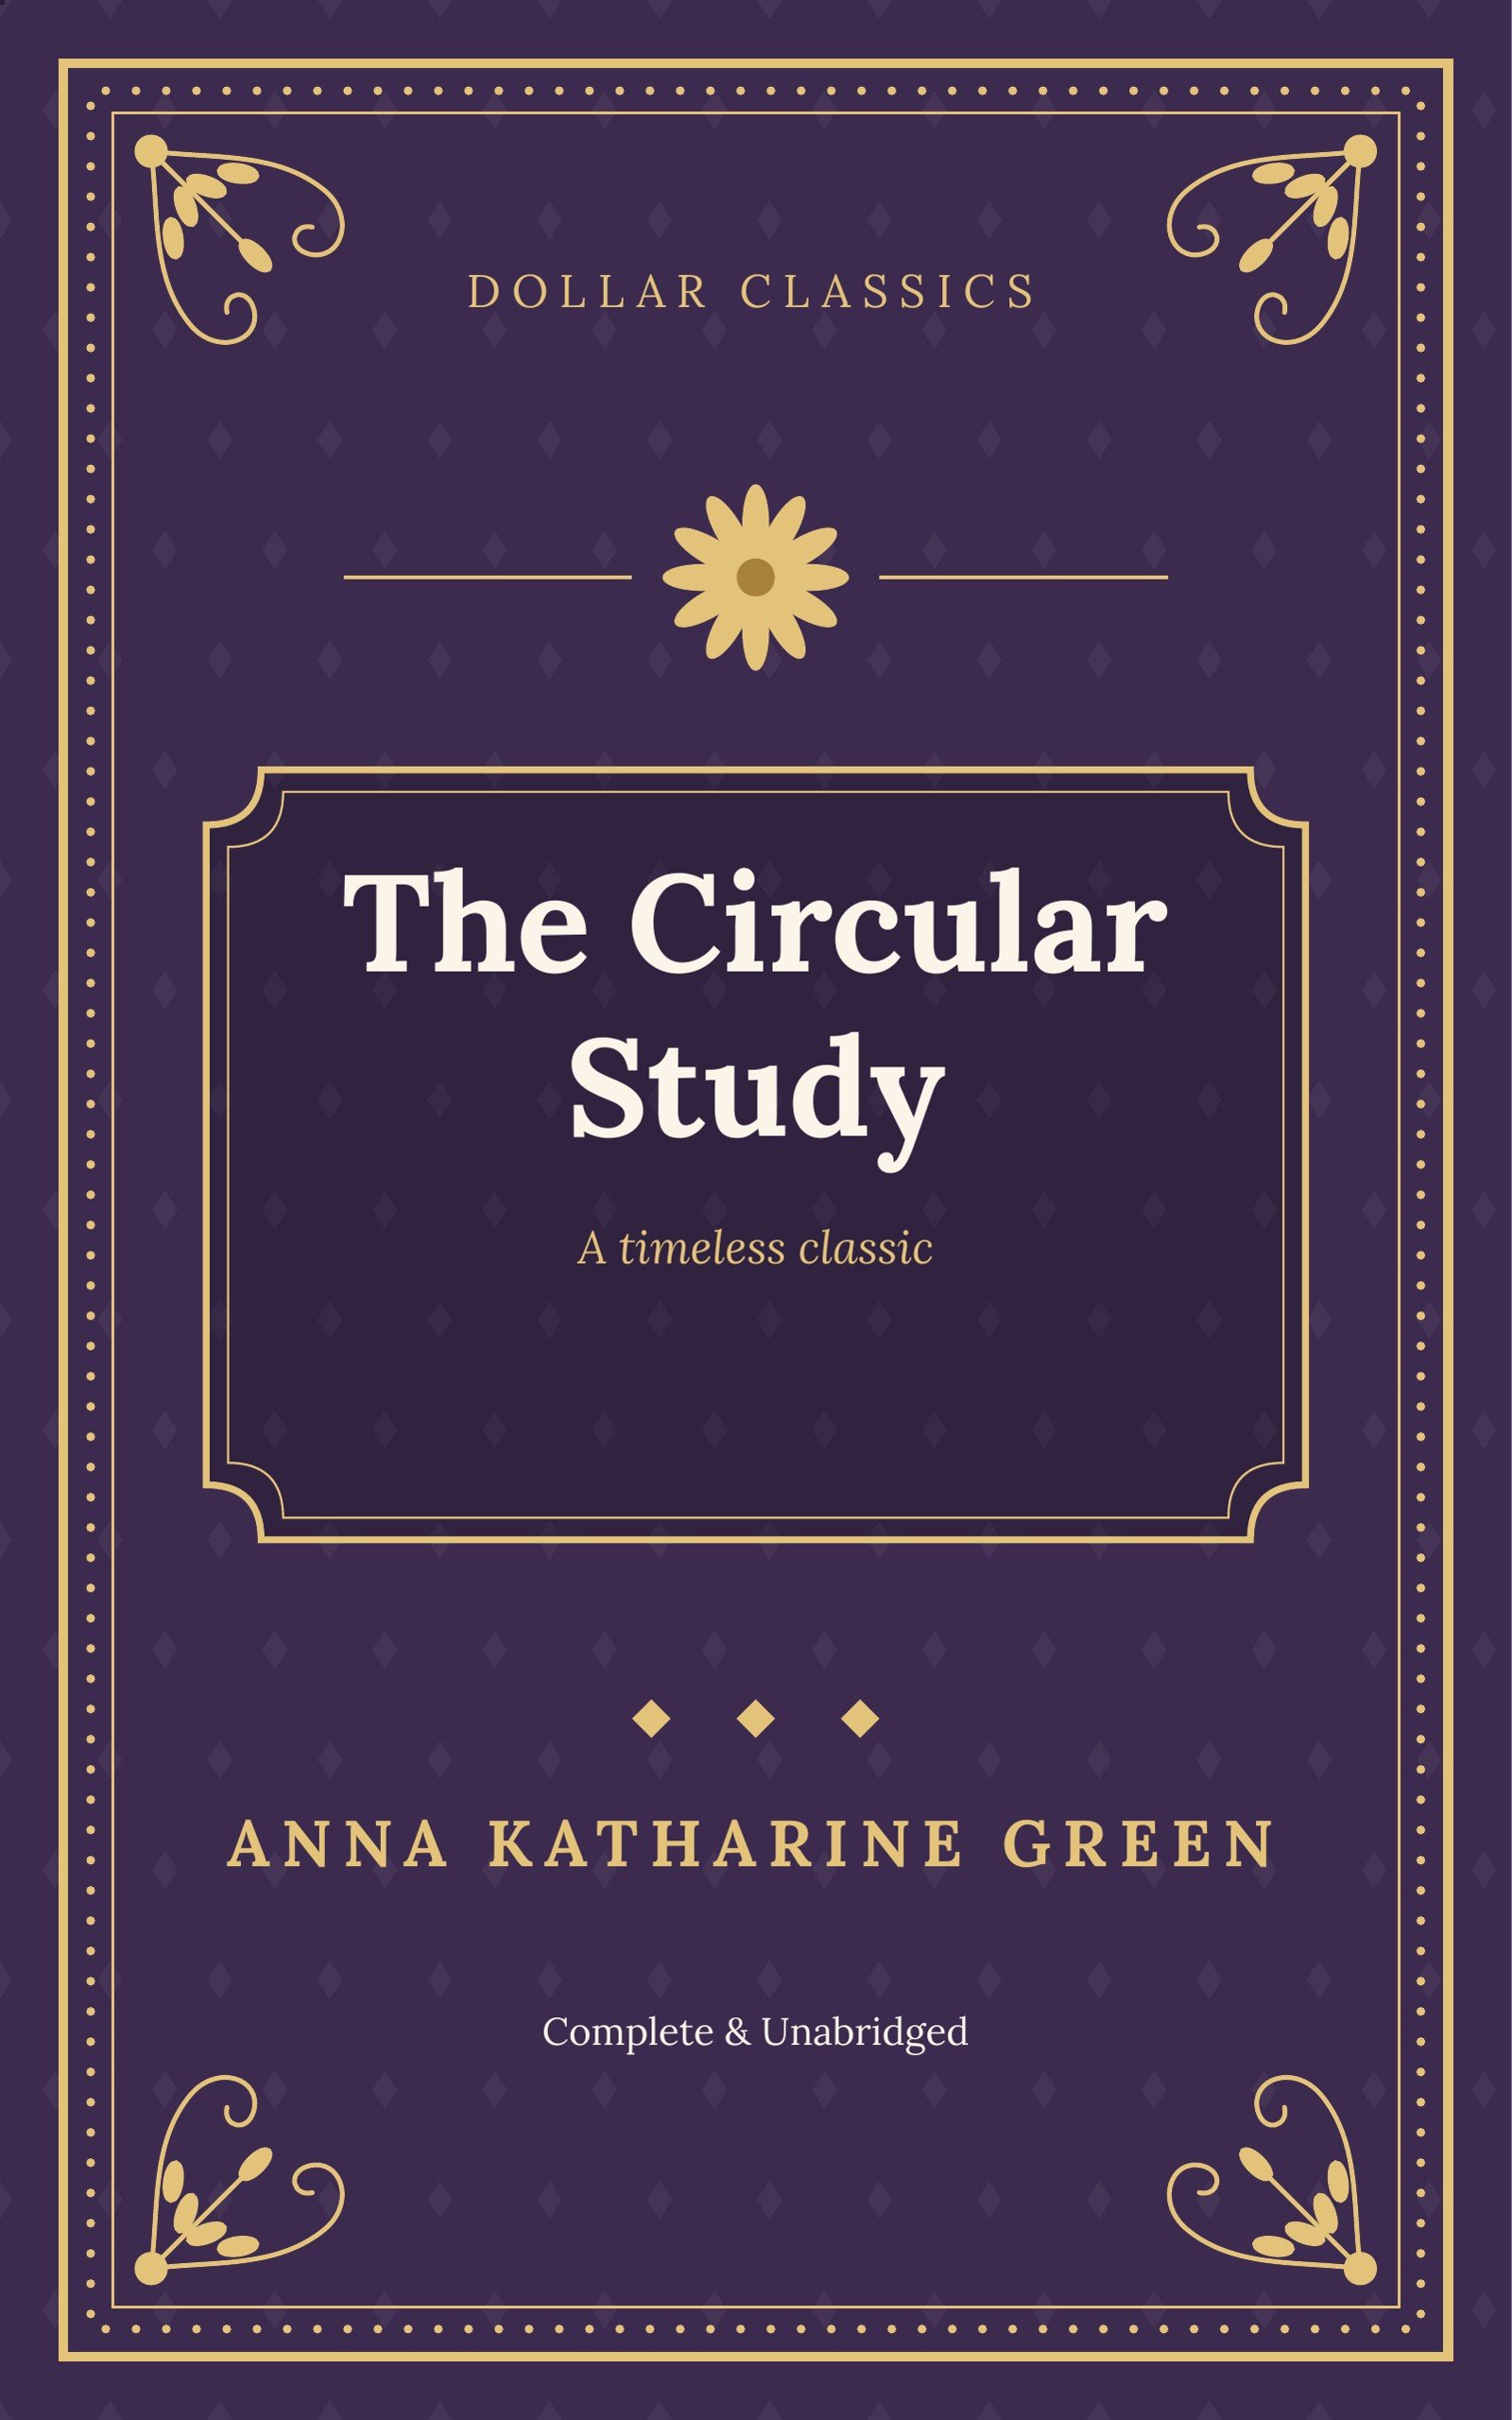 DOLLAR CLASSICS
The Circular
Study
A timeless classic
ANNA KATHARINE GREEN
Complete & Unabridged